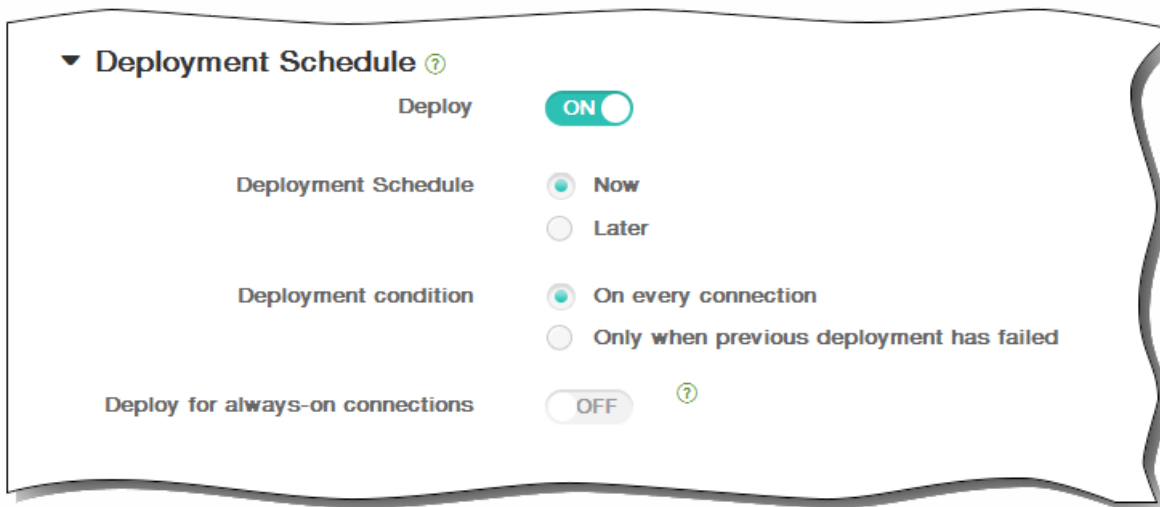 Deployment Schedule ?
Deploy ON
Deployment Schedule Now
Later
Deployment condition On every connection
Only when previous deployment has failed
Deploy for always-on connections OFF ?